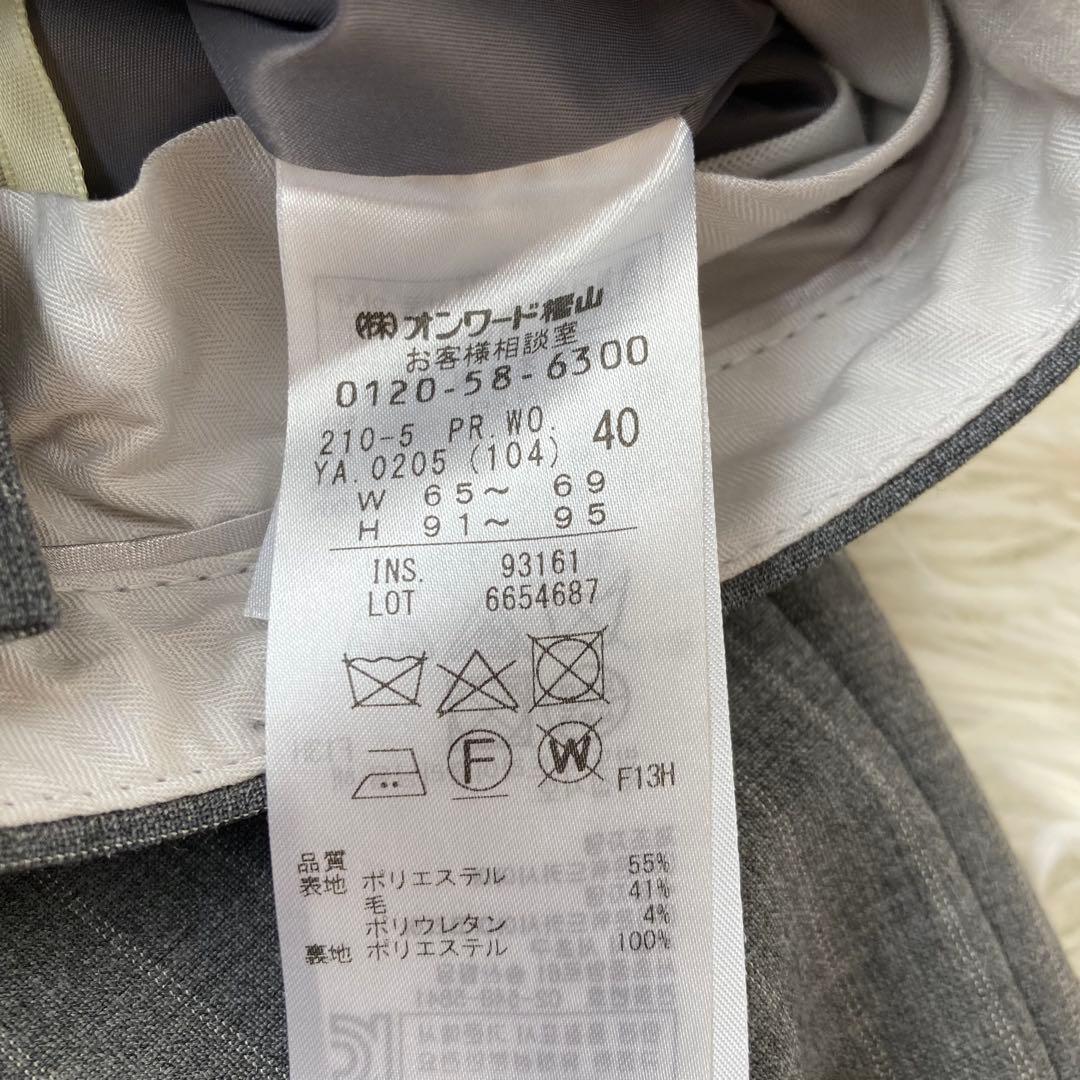 (株)オンワード樫山
お客様相談室
0120-58-6300
210-5 PR.WO. 40
YA.0205 (104)
W 65〜 69
H 91〜 95
INS. 93161
LOT 6654687
F W F13H
品質
表地 ポリエステル 55%
毛 41%
ポリウレタン 4%
裏地 ポリエステル 100%